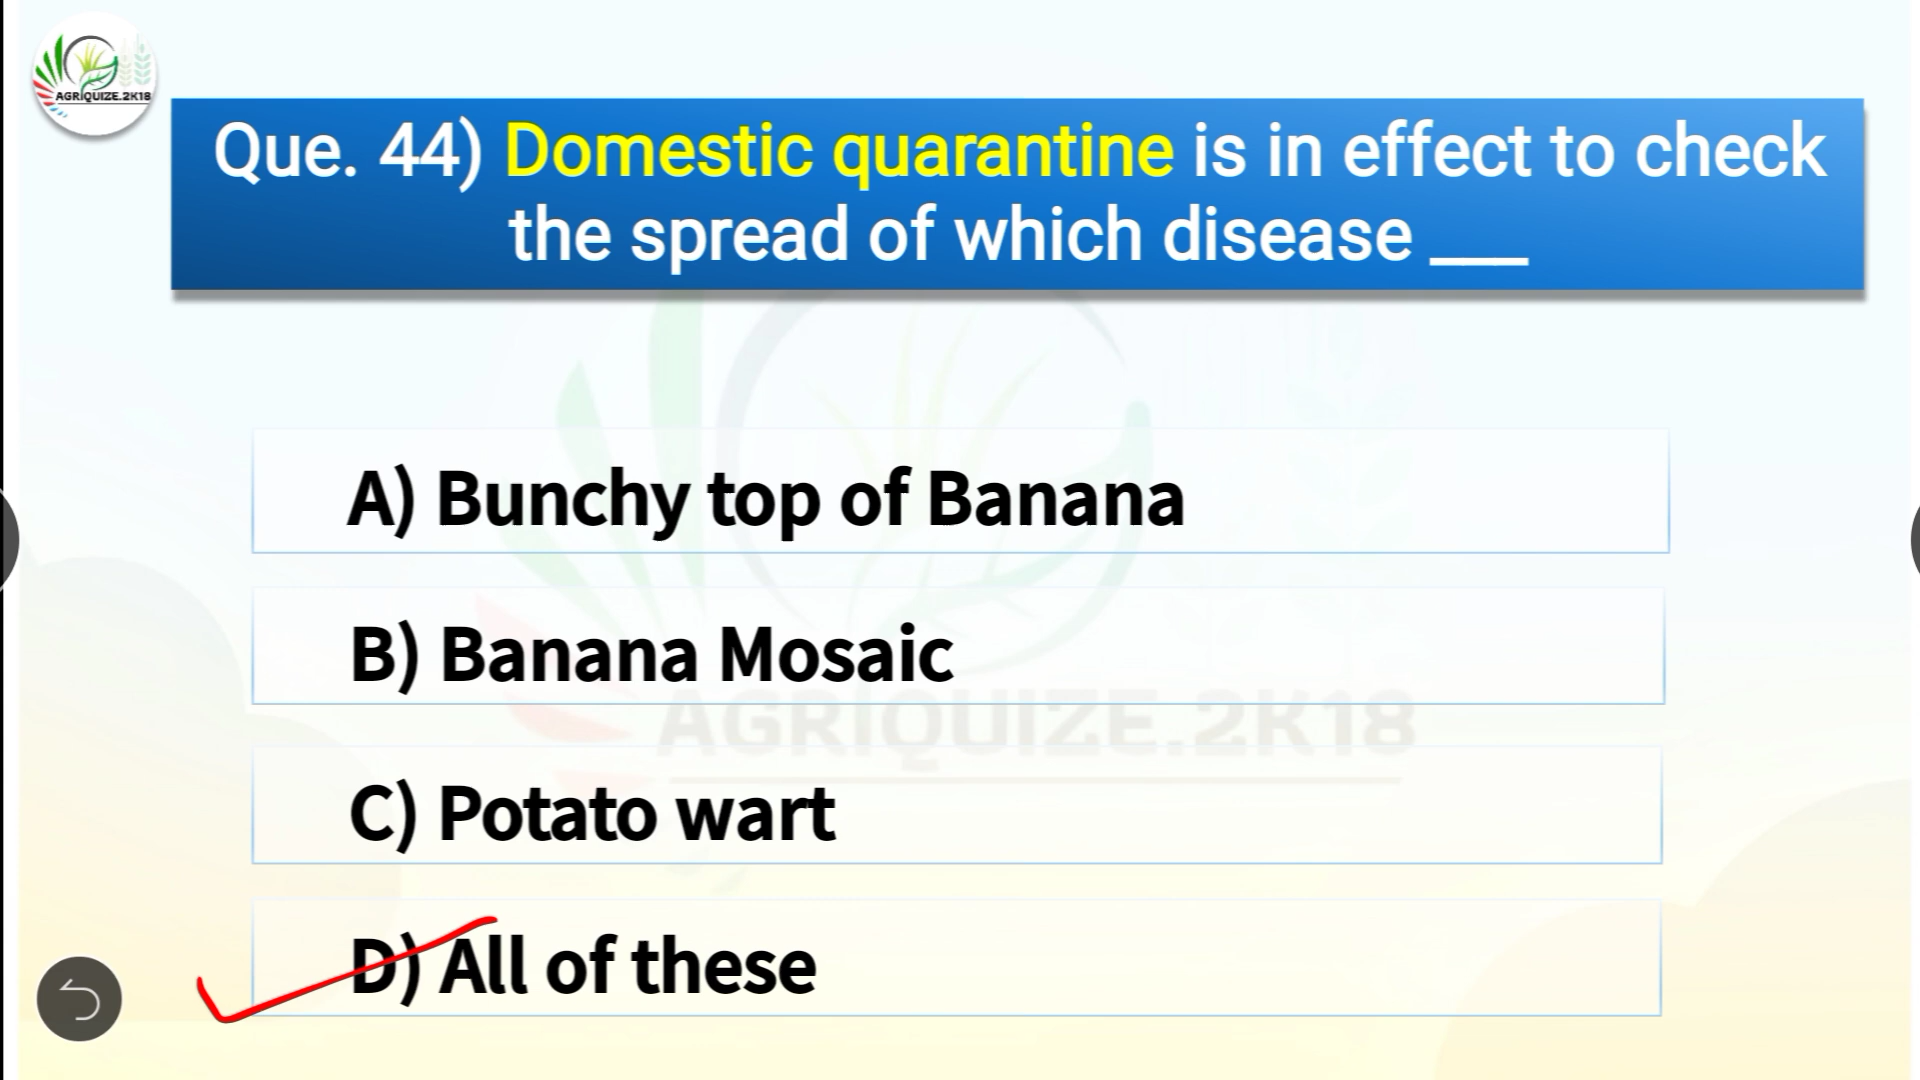 AGRIQUIZE.2K18
Que. 44) Domestic quarantine is in effect to check
the spread of which disease ___
A) Bunchy top of Banana
B) Banana Mosaic
AGRIQUIZE.2K18
C) Potato wart
D) All of these